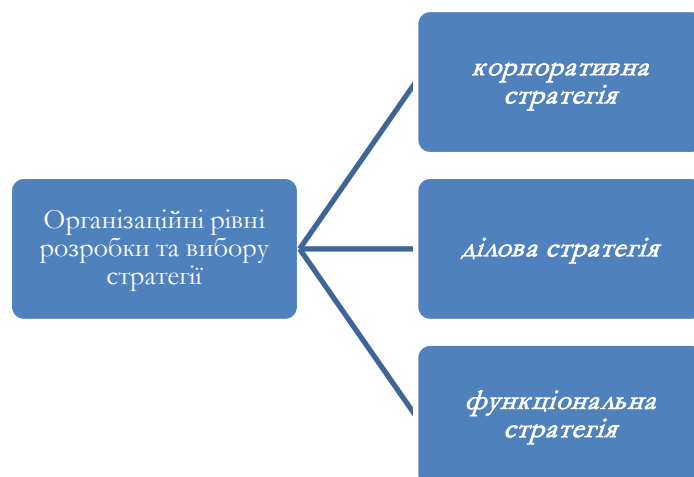 Організаційні рівні
розробки та вибору
стратегії
корпоративна
стратегія
ділова стратегія
функціональна
стратегія